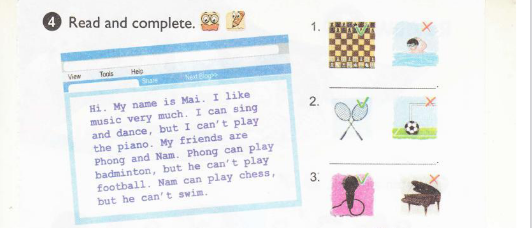 4 Read and complete.
View Tools Help
Share Next Blog»
Hi. My name is Mai. I like
music very much. I can sing
and dance, but I can't play
the piano. My friends are
Phong and Nam. Phong can play
badminton, but he can't play
football. Nam can play chess,
but he can't swim.
1.
2.
3.